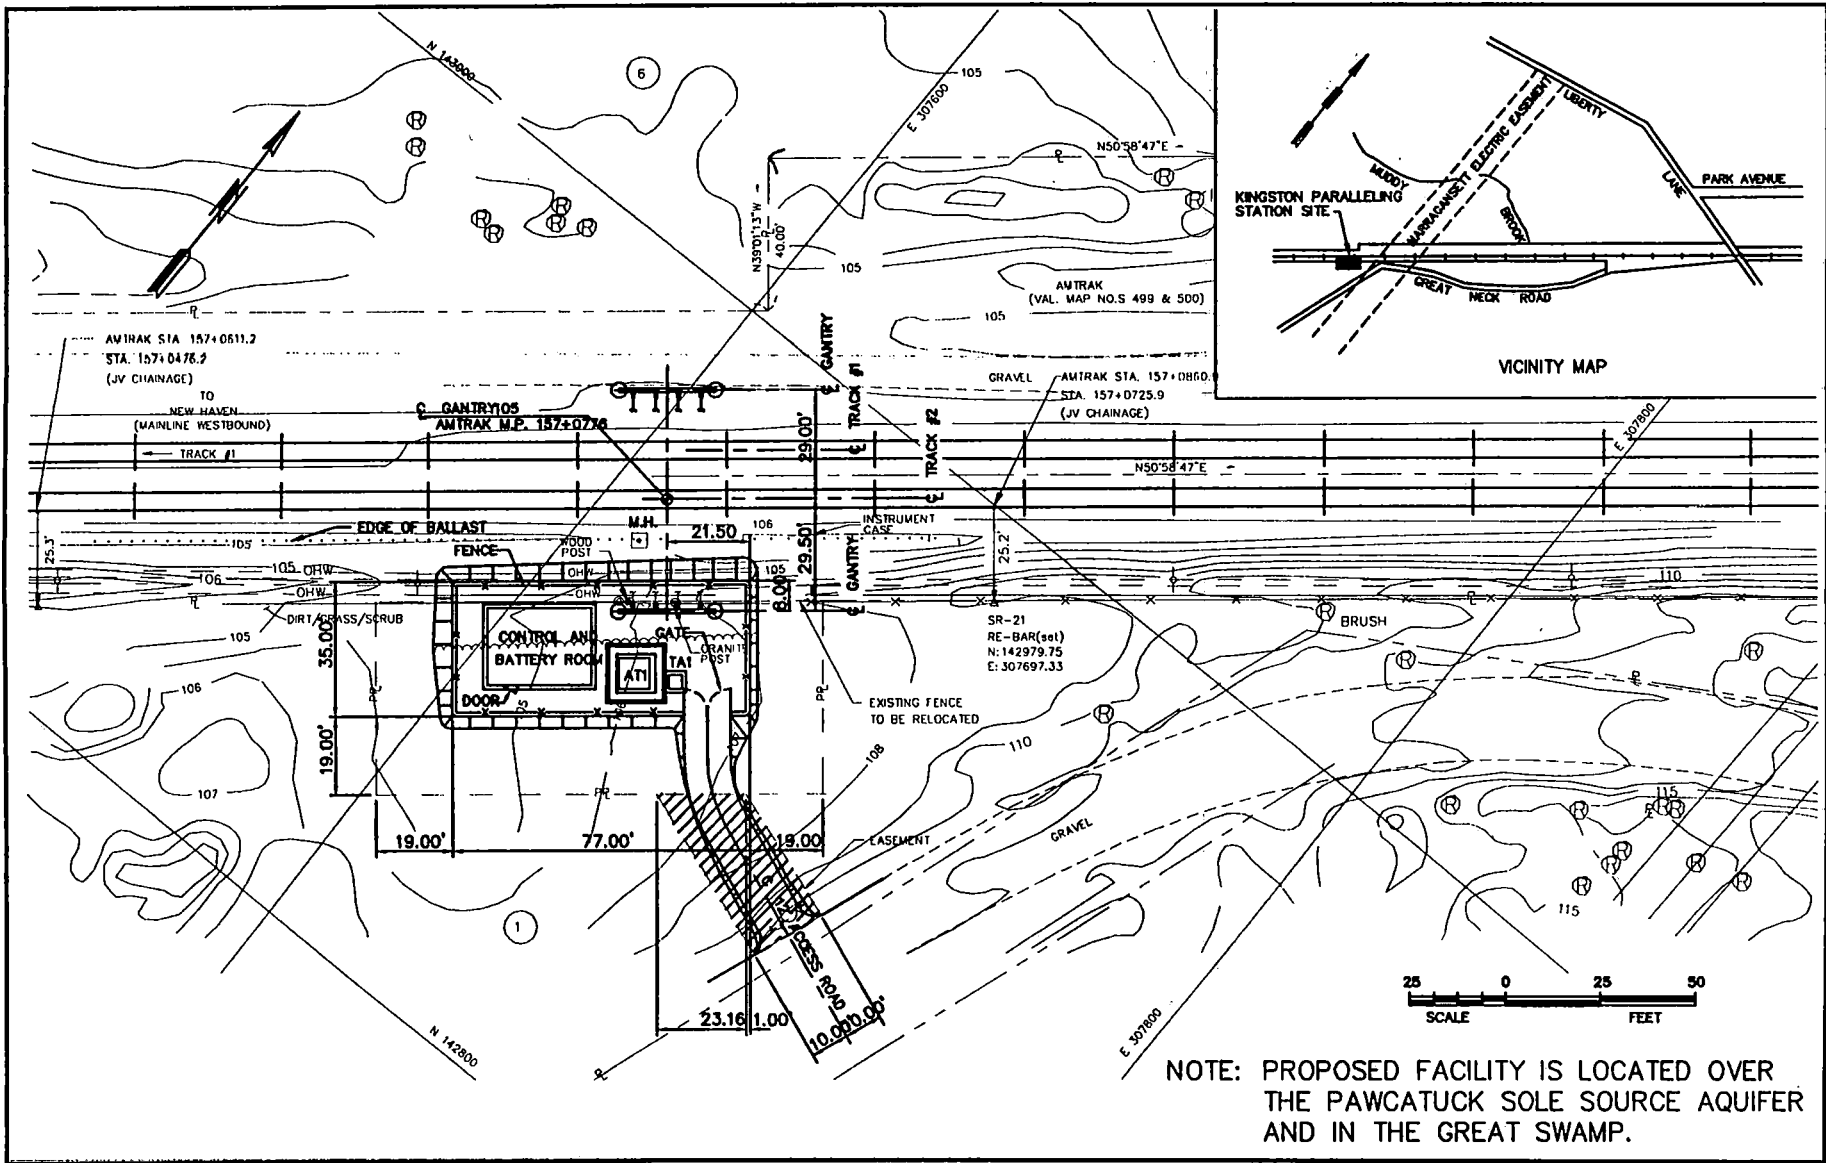 N 143000
6
105
E 307600
N50°58'47"E
N39°01'13"W
40.00'
105
AMTRAK
(VAL. MAP NO.S 499 & 500)
105
MUDDY
BROOK
NARRAGANSETT ELECTRIC EASEMENT
LIBERTY
LANE
PARK AVENUE
KINGSTON PARALLELING
STATION SITE
GREAT NECK ROAD
VICINITY MAP
AMTRAK STA 157+0611.2
STA. 157+0476.2
(JV CHAINAGE)
TO
NEW HAVEN
(MAINLINE WESTBOUND)
TRACK #1
GANTRY105
AMTRAK M.P. 157+0776
GANTRY
TRACK #1
29.00'
TRACK #2
GRAVEL
AMTRAK STA. 157+0860.9
STA. 157+0725.9
(JV CHAINAGE)
E 307800
N50°58'47"E
EDGE OF BALLAST
105
25.3'
FENCE
M.H.
WOOD
POST
21.50
106
INSTRUMENT
CASE
29.50'
GANTRY
25.2'
105
OHW
106
OHW
OHW
OHW
105
8.00'
110
DIRT/GRASS/SCRUB
105
35.00'
CONTROL AND
BATTERY ROOM
GATE
GRANITE
POST
TA1
AT1
DOOR
SR-21
RE-BAR(set)
N:142979.75
E:307697.33
BRUSH
106
EXISTING FENCE
TO BE RELOCATED
19.00'
107
108
110
115
GRAVEL
19.00'
77.00'
19.00'
EASEMENT
115
1
ACCESS ROAD
23.16
1.00'
10.00'
N 142800
E 307800
25 0 25 50
SCALE FEET
NOTE: PROPOSED FACILITY IS LOCATED OVER
THE PAWCATUCK SOLE SOURCE AQUIFER
AND IN THE GREAT SWAMP.